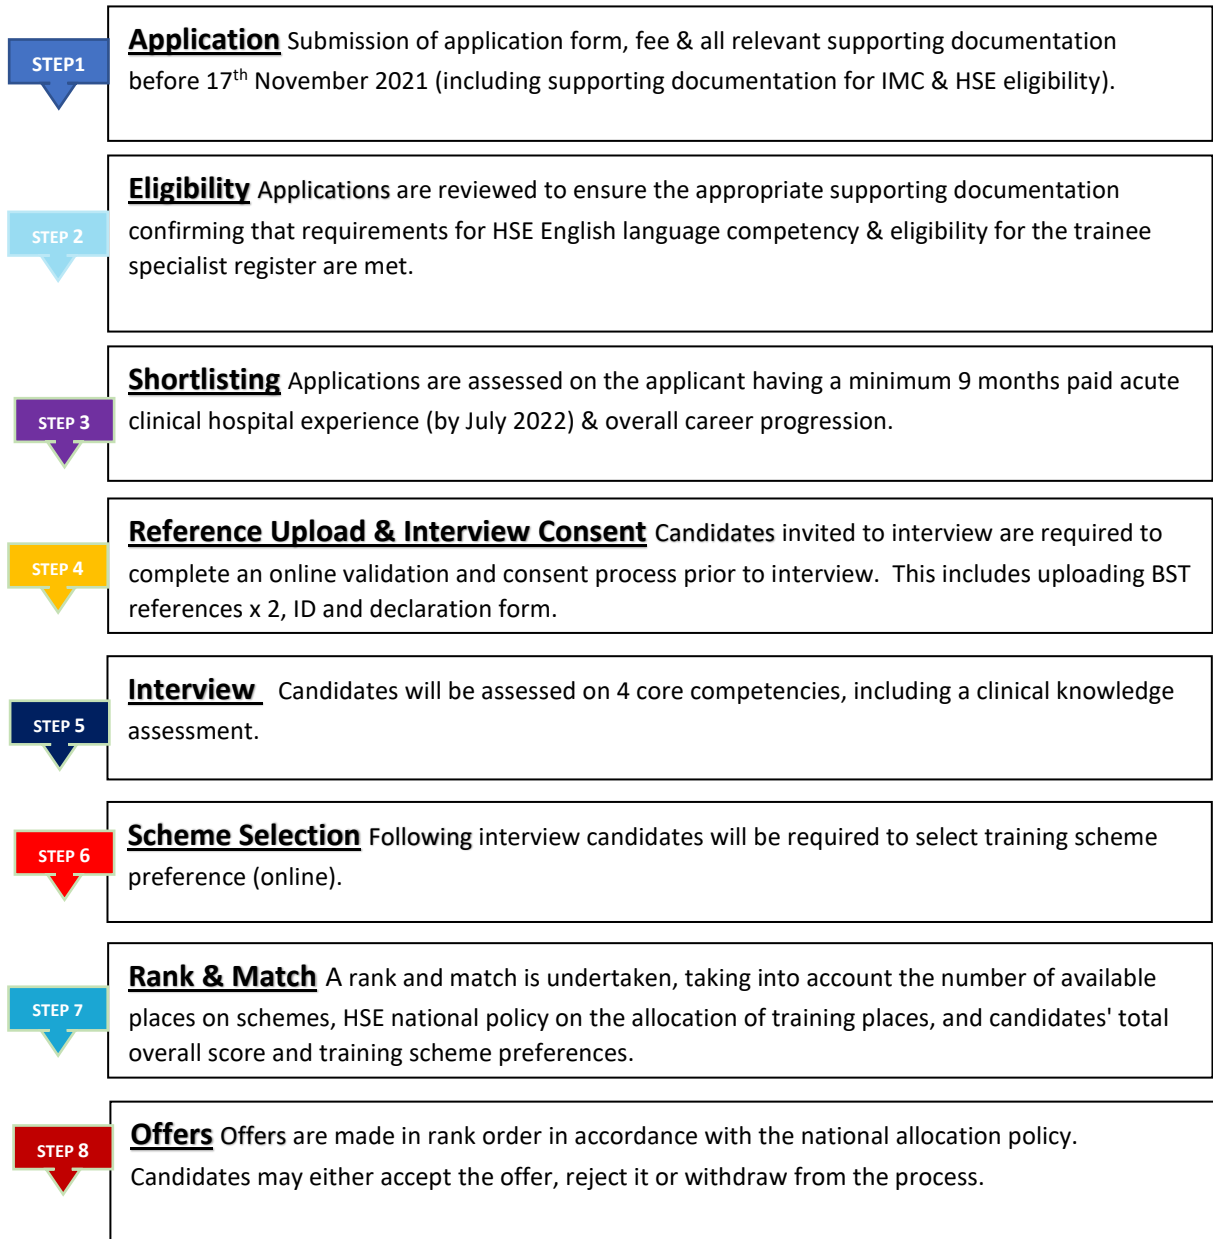 STEP1
Application Submission of application form, fee & all relevant supporting documentation
before 17th November 2021 (including supporting documentation for IMC & HSE eligibility).
STEP 2
Eligibility Applications are reviewed to ensure the appropriate supporting documentation
confirming that requirements for HSE English language competency & eligibility for the trainee
specialist register are met.
STEP 3
Shortlisting Applications are assessed on the applicant having a minimum 9 months paid acute
clinical hospital experience (by July 2022) & overall career progression.
STEP 4
Reference Upload & Interview Consent Candidates invited to interview are required to
complete an online validation and consent process prior to interview. This includes uploading BST
references x 2, ID and declaration form.
STEP 5
Interview Candidates will be assessed on 4 core competencies, including a clinical knowledge
assessment.
STEP 6
Scheme Selection Following interview candidates will be required to select training scheme
preference (online).
STEP 7
Rank & Match A rank and match is undertaken, taking into account the number of available
places on schemes, HSE national policy on the allocation of training places, and candidates' total
overall score and training scheme preferences.
STEP 8
Offers Offers are made in rank order in accordance with the national allocation policy.
Candidates may either accept the offer, reject it or withdraw from the process.